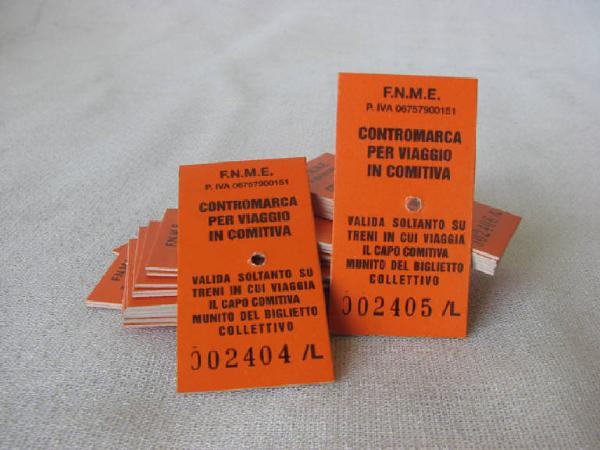 F.N.M.E.
P. IVA 06757900151
CONTROMARCA
PER VIAGGIO
IN COMITIVA
VALIDA SOLTANTO SU
TRENI IN CUI VIAGGIA
IL CAPO COMITIVA
MUNITO DEL BIGLIETTO
COLLETTIVO
002404 /L
F.N.M.E.
P. IVA 06757900151
CONTROMARCA
PER VIAGGIO
IN COMITIVA
VALIDA SOLTANTO SU
TRENI IN CUI VIAGGIA
IL CAPO COMITIVA
MUNITO DEL BIGLIETTO
COLLETTIVO
002405 /L